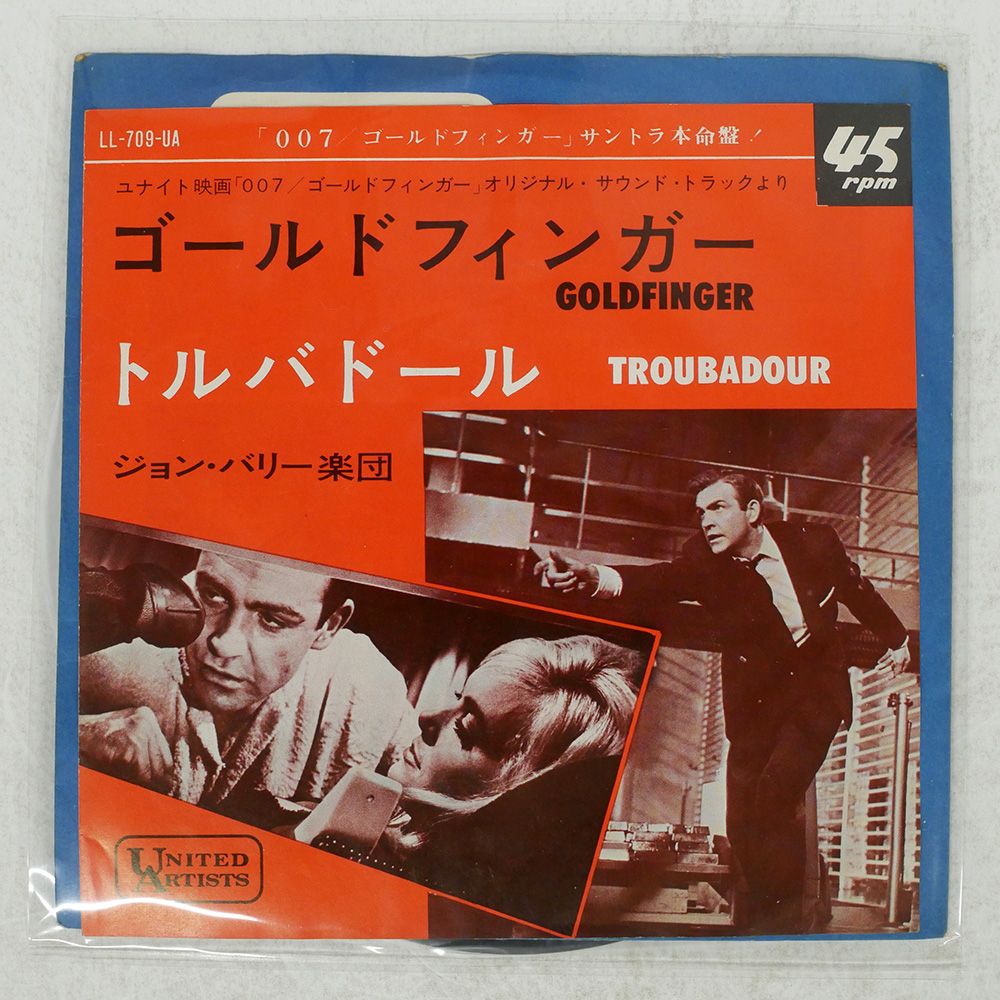 LL-709-UA
「007/ゴールドフィンガー」サントラ本命盤!
45
rpm
ユナイト映画「007/ゴールドフィンガー」オリジナル・サウンド・トラックより
ゴールドフィンガー
GOLDFINGER
トルバドール
TROUBADOUR
ジョン・バリー楽団
UNITED
ARTISTS